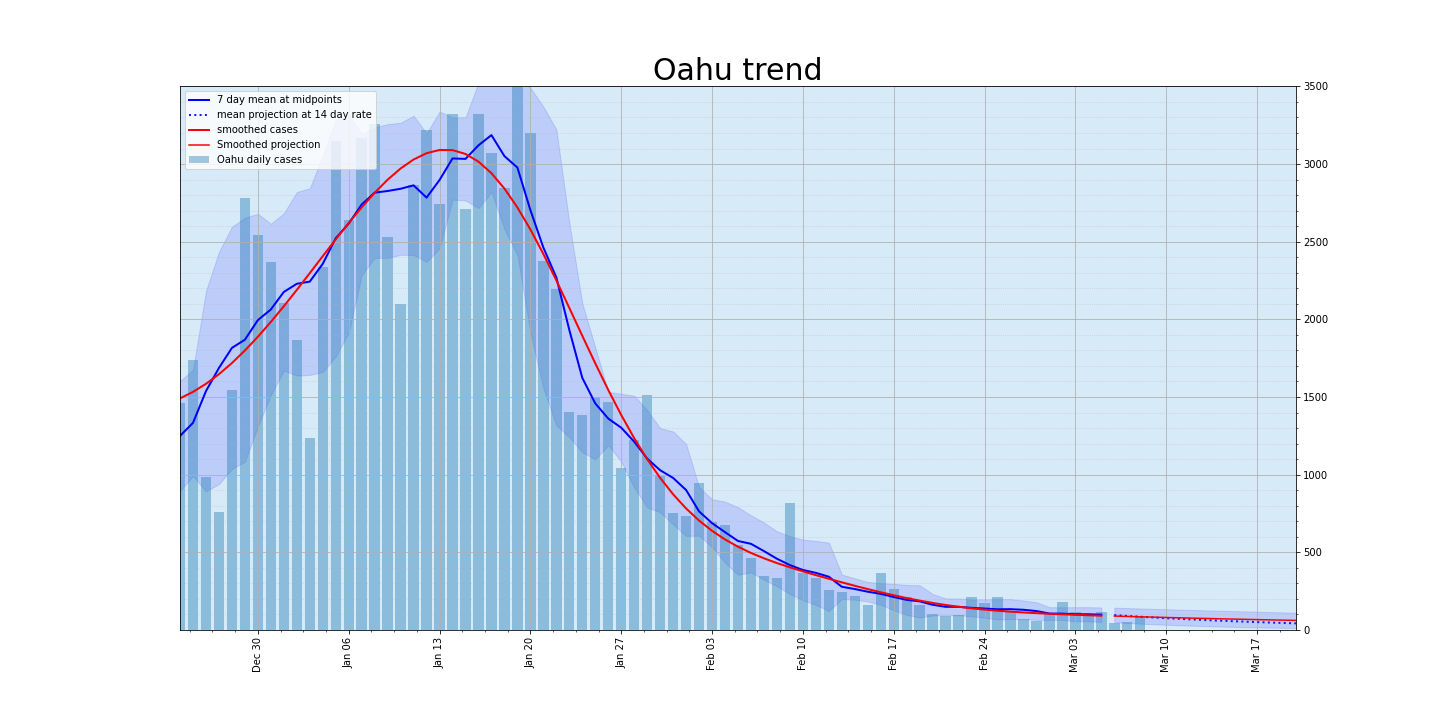 Oahu trend
7 day mean at midpoints
mean projection at 14 day rate
smoothed cases
Smoothed projection
Oahu daily cases
3500
3000
2500
2000
1500
1000
500
0
Dec 30
Jan 06
Jan 13
Jan 20
Jan 27
Feb 03
Feb 10
Feb 17
Feb 24
Mar 03
Mar 10
Mar 17